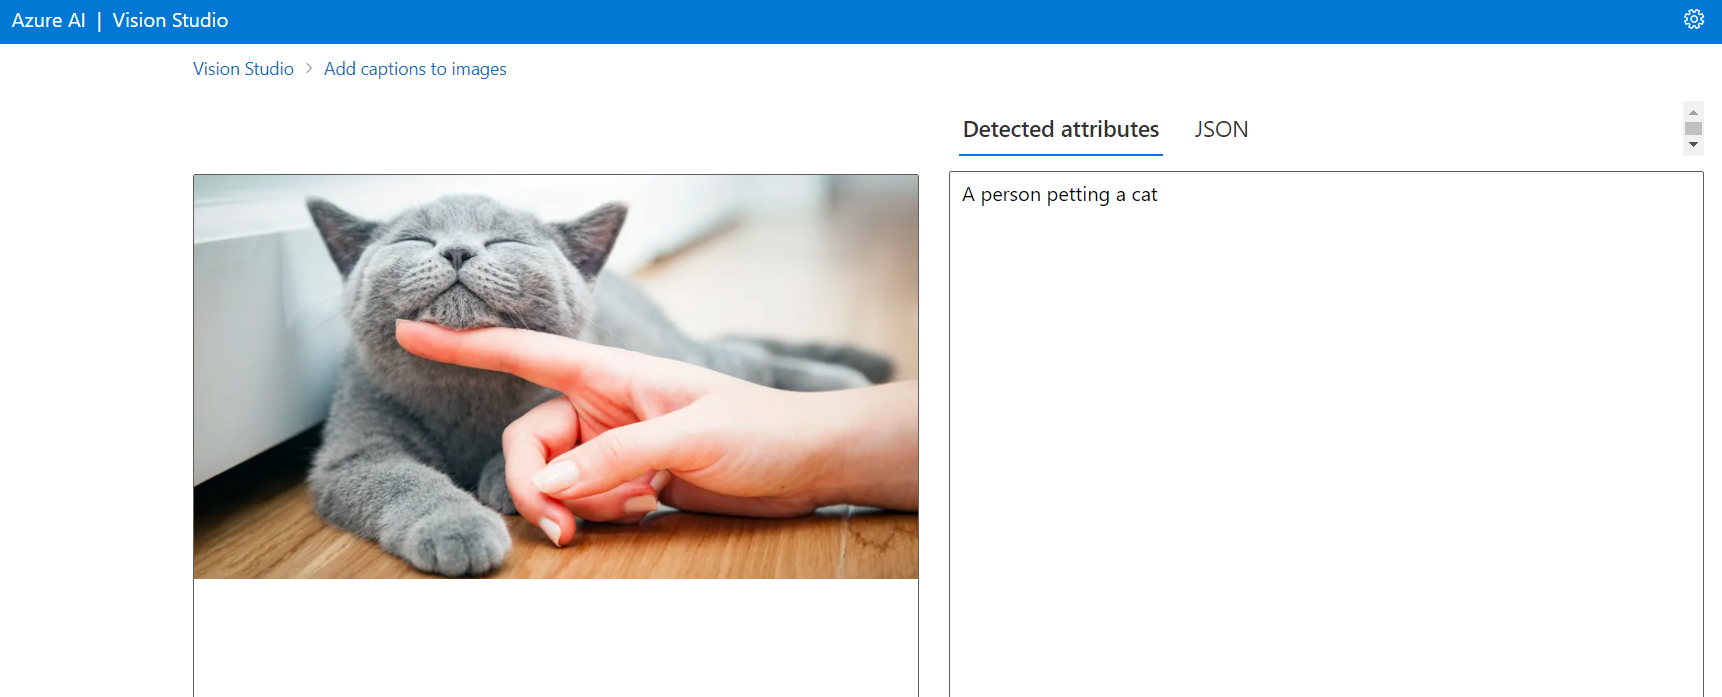 Azure AI | Vision Studio
Vision Studio > Add captions to images
Detected attributes JSON
A person petting a cat